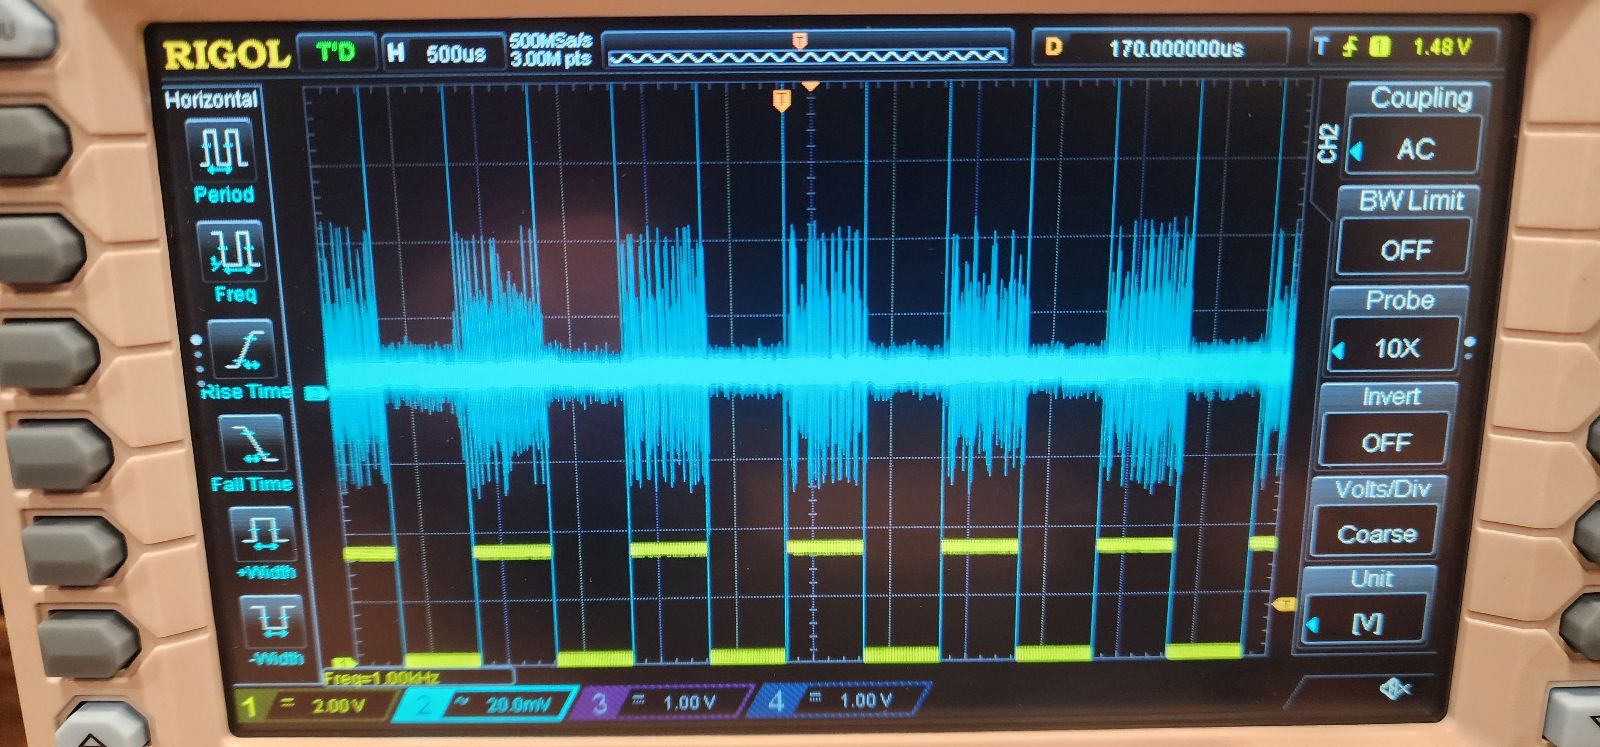 RIGOL T'D H 500us 500MSa/s 3.00M pts D 170.000000us T 1 1.48 V
Horizontal
Period
Freq
Rise Time
Fall Time
+Width
-Width
T
T
CH2
Coupling
AC
BW Limit
OFF
Probe
10X
Invert
OFF
Volts/Div
Coarse
Unit
[V]
Freq=1.00kHz
1 = 2.00 V 2 ~ 20.0mV 3 1.00 V 4 1.00 V